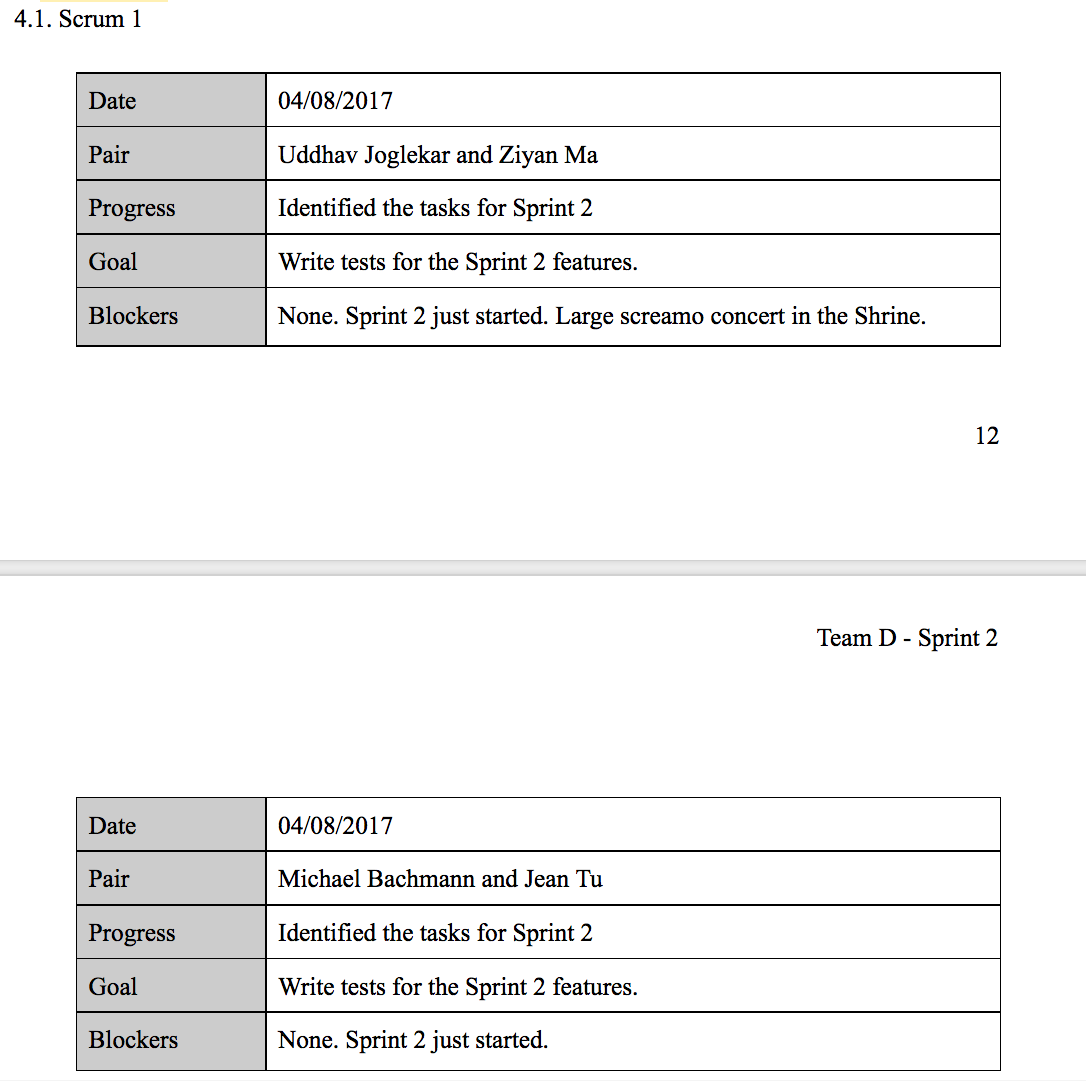 4.1. Scrum 1
Date 04/08/2017
Pair Uddhav Joglekar and Ziyan Ma
Progress Identified the tasks for Sprint 2
Goal Write tests for the Sprint 2 features.
Blockers None. Sprint 2 just started. Large screamo concert in the Shrine.
12
Team D - Sprint 2
Date 04/08/2017
Pair Michael Bachmann and Jean Tu
Progress Identified the tasks for Sprint 2
Goal Write tests for the Sprint 2 features.
Blockers None. Sprint 2 just started.